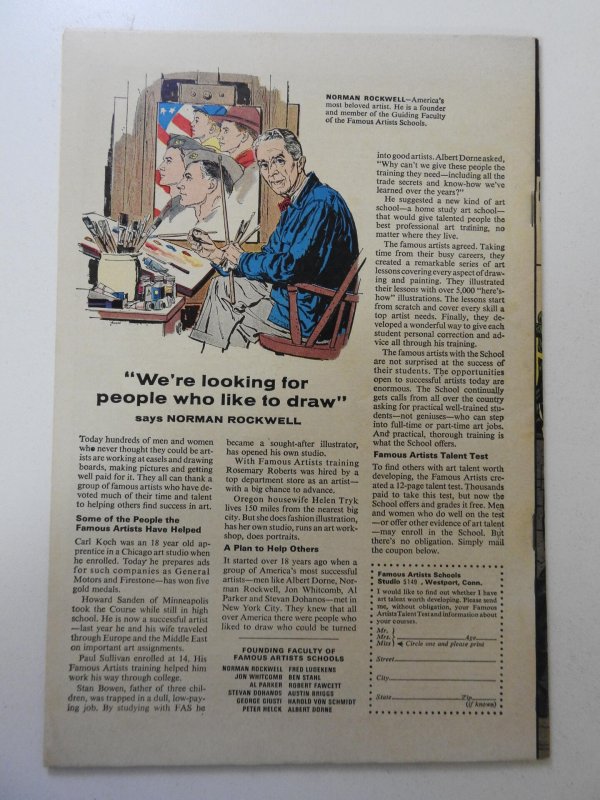 NORMAN ROCKWELL—America's
most beloved artist. He is a founder
and member of the Guiding Faculty
of the Famous Artists Schools.
"We're looking for
people who like to draw"
says NORMAN ROCKWELL
Today hundreds of men and women
who never thought they could be art-
ists are working at easels and drawing
boards, making pictures and getting
well paid for it. They all can thank a
group of famous artists who have de-
voted much of their time and talent
to helping others find success in art.
Some of the People the
Famous Artists Have Helped
Carl Koch was an 18 year old ap-
prentice in a Chicago art studio when
he enrolled. Today he prepares ads
for such companies as General
Motors and Firestone—has won five
gold medals.
Howard Sanden of Minneapolis
took the Course while still in high
school. He is now a successful artist
—last year he and his wife traveled
through Europe and the Middle East
on important art assignments.
Paul Sullivan enrolled at 14. His
Famous Artists training helped him
work his way through college.
Stan Bowen, father of three chil-
dren, was trapped in a dull, low-pay-
ing job. By studying with FAS he
became a sought-after illustrator,
has opened his own studio.
With Famous Artists training
Rosemary Roberts was hired by a
top department store as an artist—
with a big chance to advance.
Oregon housewife Helen Tryk
lives 150 miles from the nearest big
city. But she does fashion illustration,
has her own studio, runs an art work-
shop, does portraits.
A Plan to Help Others
It started over 18 years ago when a
group of America's most successful
artists—men like Albert Dorne, Nor-
man Rockwell, Jon Whitcomb, Al
Parker and Stevan Dohanos—met in
New York City. They knew that all
over America there were people who
liked to draw who could be turned
FOUNDING FACULTY OF
FAMOUS ARTISTS SCHOOLS
NORMAN ROCKWELL FRED LUDEKENS
JON WHITCOMB BEN STAHL
AL PARKER ROBERT FAWCETT
STEVAN DOHANOS AUSTIN BRIGGS
GEORGE GIUSTI HAROLD VON SCHMIDT
PETER HELCK ALBERT DORNE
into good artists. Albert Dorne asked,
"Why can't we give these people the
training they need—including all the
trade secrets and know-how we've
learned over the years?"
He suggested a new kind of art
school—a home study art school—
that would give talented people the
best professional art training, no
matter where they live.
The famous artists agreed. Taking
time from their busy careers, they
created a remarkable series of art
lessons covering every aspect of draw-
ing and painting. They illustrated
their lessons with over 5,000 "here's-
how" illustrations. The lessons start
from scratch and cover every skill a
top artist needs. Finally, they de-
veloped a wonderful way to give each
student personal correction and ad-
vice all through his training.
The famous artists with the School
are not surprised at the success of
their students. The opportunities
open to successful artists today are
enormous. The School continually
gets calls from all over the country
asking for practical well-trained stu-
dents—not geniuses—who can step
into full-time or part-time art jobs.
And practical, thorough training is
what the School offers.
Famous Artists Talent Test
To find others with art talent worth
developing, the Famous Artists cre-
ated a 12-page talent test. Thousands
paid to take this test, but now the
School offers and grades it free. Men
and women who do well on the test
—or offer other evidence of art talent
—may enroll in the School. But
there's no obligation. Simply mail
the coupon below.
Famous Artists Schools
Studio 5149, Westport, Conn.
I would like to find out whether I have
art talent worth developing. Please send
me, without obligation, your Famous
Artists Talent Test and information about
your courses.
Mr.
Mrs. Age
Miss Circle one and please print
Street
City
State Zip
(if known)